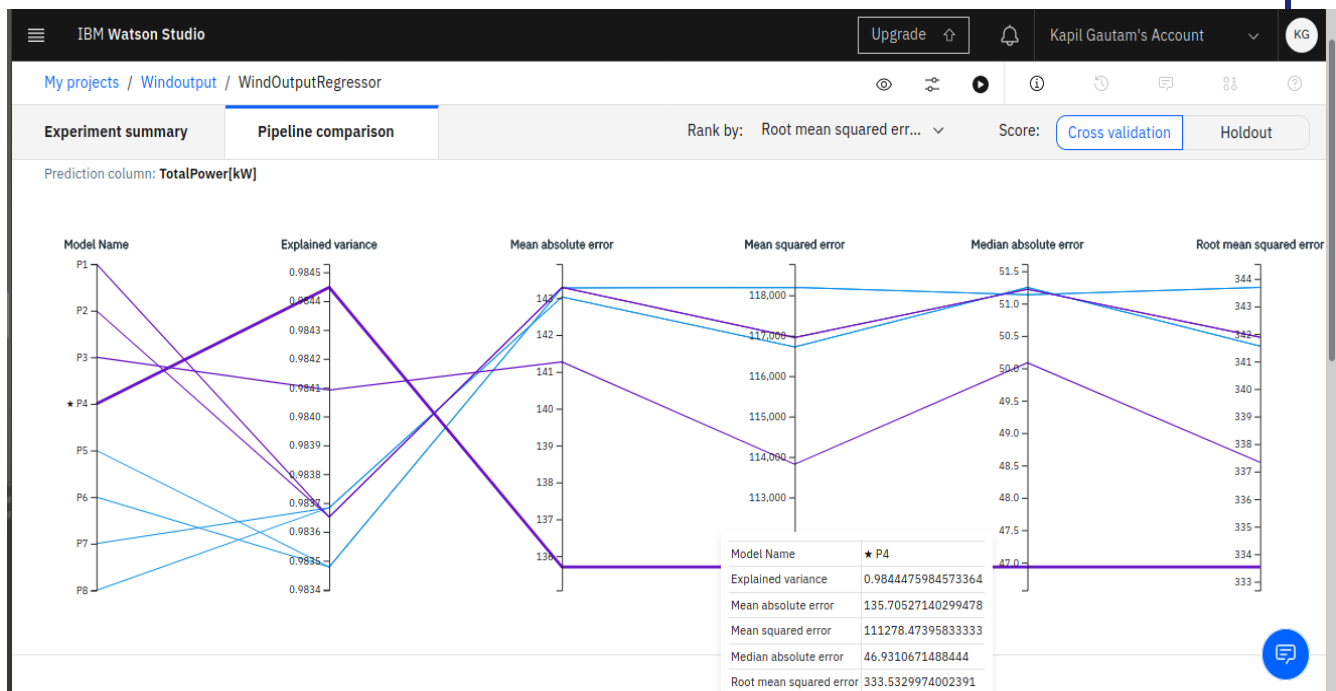 IBM Watson Studio
Upgrade
Kapil Gautam's Account
KG
My projects / Windoutput / WindOutputRegressor
Experiment summary
Pipeline comparison
Rank by: Root mean squared err...
Score: Cross validation Holdout
Prediction column: TotalPower[kW]
Model Name
P1
P2
P3
★ P4
P5
P6
P7
P8
Explained variance
0.9845
0.9844
0.9843
0.9842
0.9841
0.9840
0.9839
0.9838
0.9837
0.9836
0.9835
0.9834
Mean absolute error
143
142
141
140
139
138
137
136
Mean squared error
118,000
117,000
116,000
115,000
114,000
113,000
Median absolute error
51.5
51.0
50.5
50.0
49.5
49.0
48.5
48.0
47.5
47.0
Root mean squared error
344
343
342
341
340
339
338
337
336
335
334
333
Model Name ★ P4
Explained variance 0.9844475984573364
Mean absolute error 135.70527140299478
Mean squared error 111278.47395833333
Median absolute error 46.9310671488444
Root mean squared error 333.5329974002391